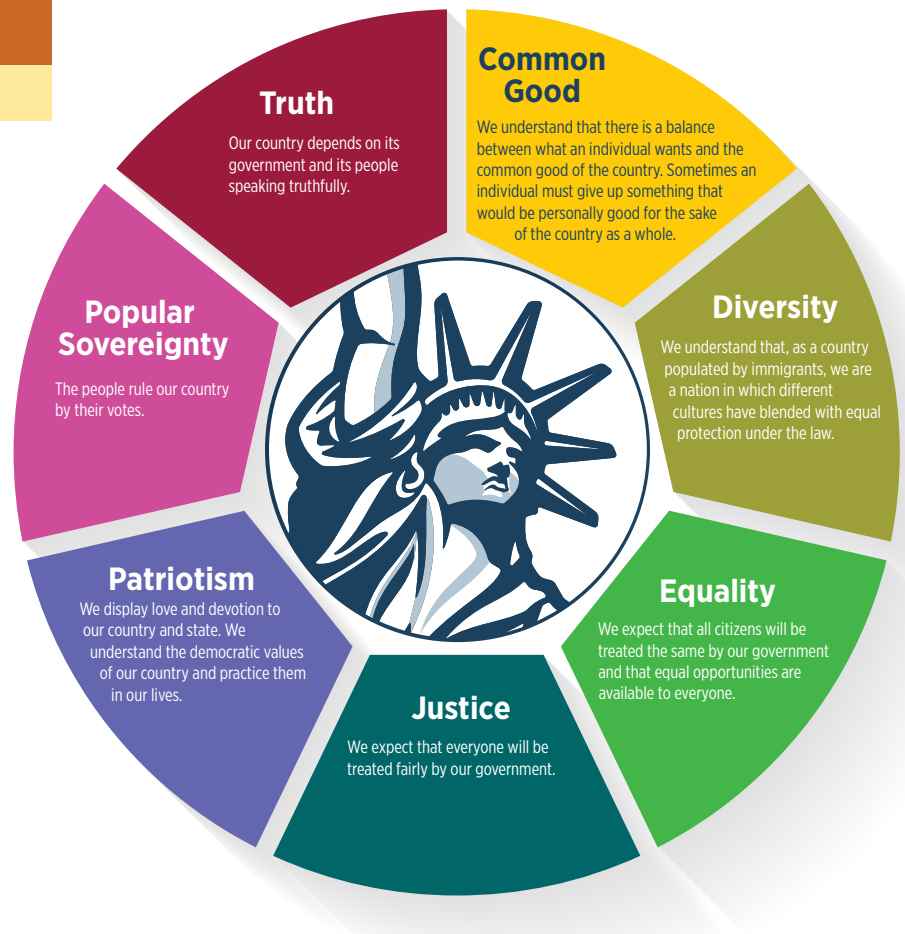 Truth
Our country depends on its
government and its people
speaking truthfully.
Common
Good
We understand that there is a balance
between what an individual wants and the
common good of the country. Sometimes an
individual must give up something that
would be personally good for the sake
of the country as a whole.
Diversity
We understand that, as a country
populated by immigrants, we are
a nation in which different
cultures have blended with equal
protection under the law.
Equality
We expect that all citizens will be
treated the same by our government
and that equal opportunities are
available to everyone.
Justice
We expect that everyone will be
treated fairly by our government.
Patriotism
We display love and devotion to
our country and state. We
understand the democratic values
of our country and practice them
in our lives.
Popular
Sovereignty
The people rule our country
by their votes.